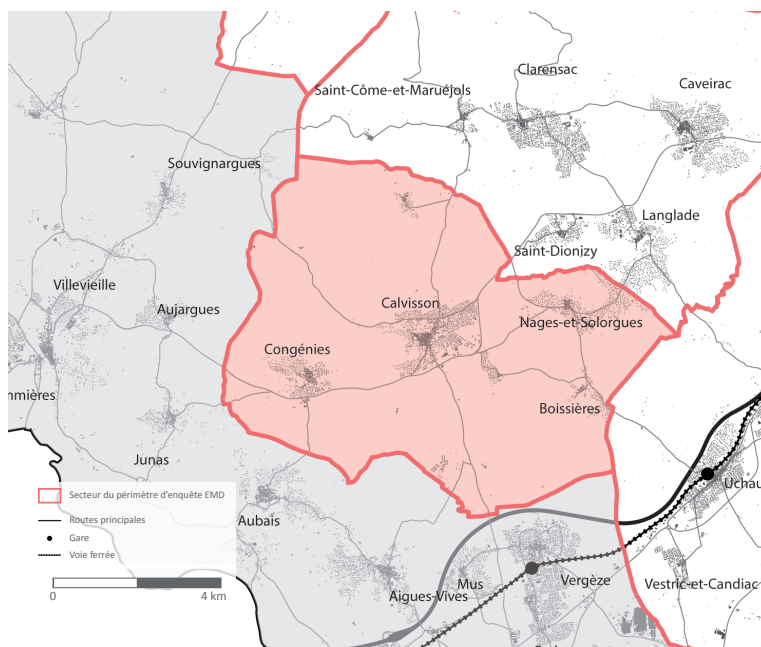 Clarensac
Caveirac
Saint-Côme-et-Maruéjols
Souvignargues
Langlade
Saint-Dionjzy
Villevieille
Aujargues
Calvisson
Nages-et-Solorgues
Congénies
mmières
Boissières
Junas
Uchau
Secteur du périmètre d'enquête EMD
Routes principales
Gare
Voie ferrée
Aubais
Mus
Vergèze
Vestric-et-Candiac
Aigues-Vives
0
4 km